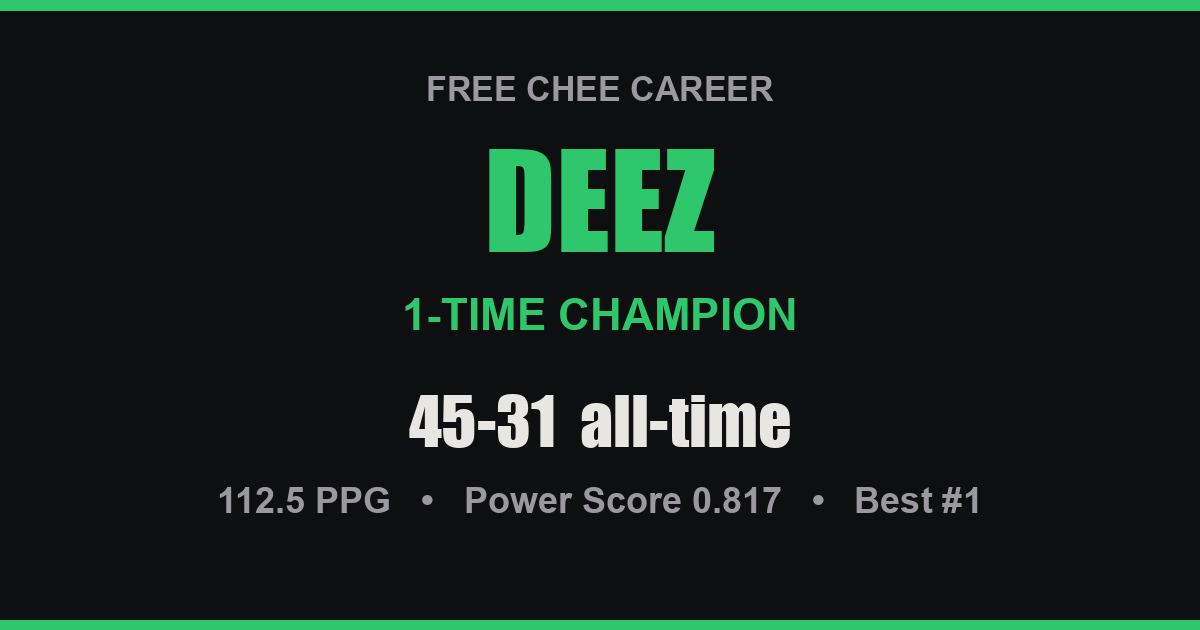 FREE CHEE CAREER
DEEZ
1-TIME CHAMPION
45-31 all-time
112.5 PPG • Power Score 0.817 • Best #1